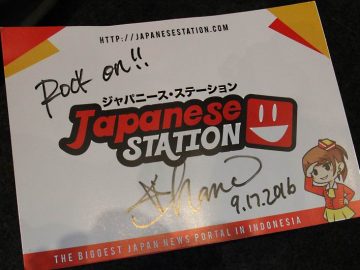 HTTP://JAPANESESTATION.COM
Rock on!!
ジャパニース・ステーション
Japanese
STATION
9.17.2016
THE BIGGEST JAPAN NEWS PORTAL IN INDONESIA